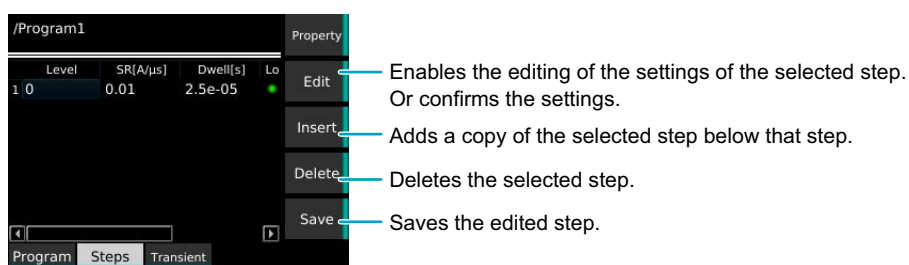 /Program1
Property
Level SR[A/µs] Dwell[s] Lo
1 0 0.01 2.5e-05
Edit
Enables the editing of the settings of the selected step.
Or confirms the settings.
Insert
Adds a copy of the selected step below that step.
Delete
Deletes the selected step.
Save
Saves the edited step.
Program Steps Transient